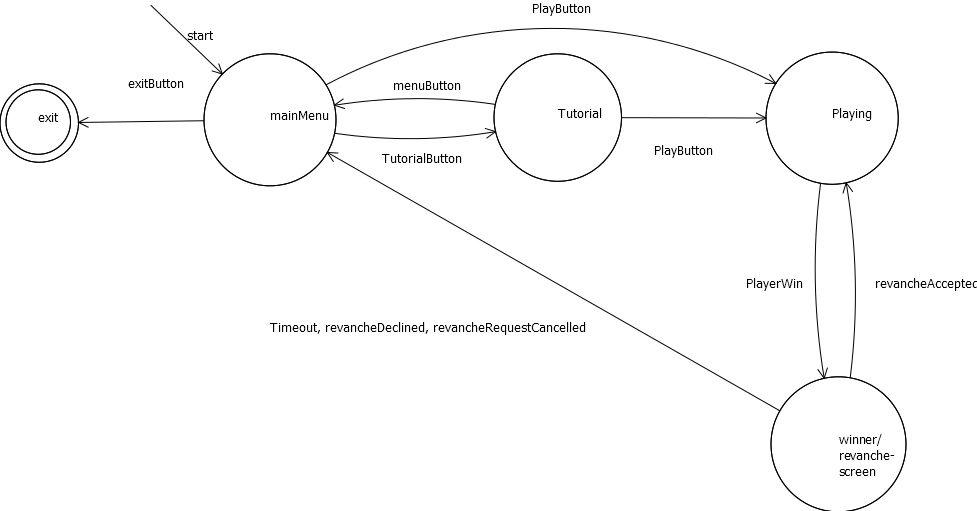 PlayButton
start
exitButton
menuButton
exit
mainMenu
Tutorial
Playing
TutorialButton
PlayButton
PlayerWin
revancheAccepted
Timeout, revancheDeclined, revancheRequestCancelled
winner/
revanche-
screen